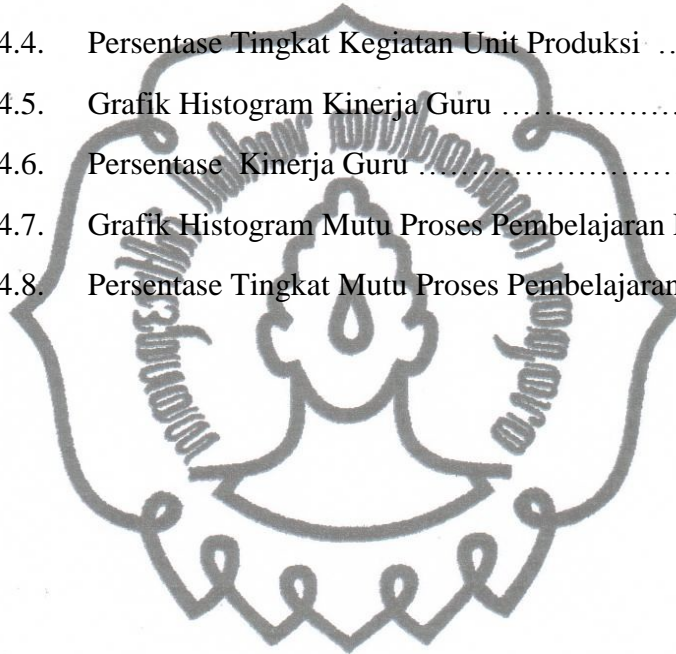 4.4. Persentase Tingkat Kegiatan Unit Produksi ..
4.5. Grafik Histogram Kinerja Guru ....................
4.6. Persentase Kinerja Guru ............................
4.7. Grafik Histogram Mutu Proses Pembelajaran
4.8. Persentase Tingkat Mutu Proses Pembelajaran